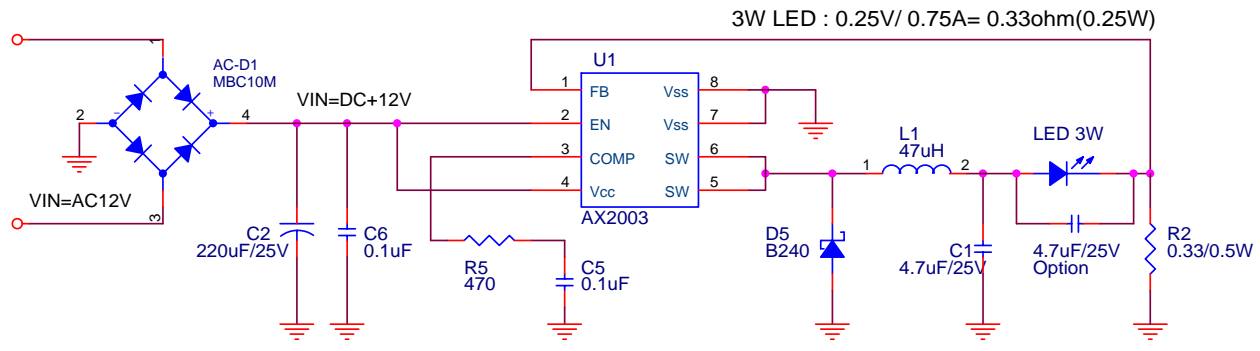 3W LED : 0.25V/ 0.75A= 0.33ohm(0.25W)
AC-D1
MBC10M
1
2
-
+
4
3
VIN=AC12V
VIN=DC+12V
C2
220uF/25V
C6
0.1uF
R5
470
C5
0.1uF
U1
1
FB
2
EN
3
COMP
4
Vcc
8
Vss
7
Vss
6
SW
5
SW
AX2003
D5
B240
L1
47uH
1
2
C1
4.7uF/25V
LED 3W
4.7uF/25V
Option
R2
0.33/0.5W